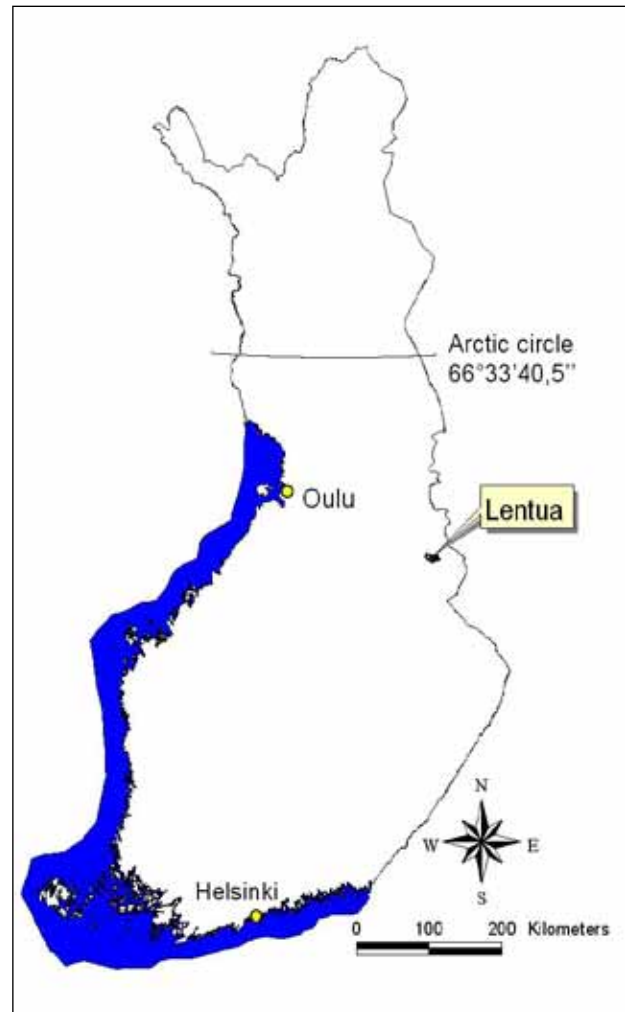 Arctic circle
66°33'40,5"
Oulu
Lentua
N
W E
S
Helsinki
0 100 200 Kilometers